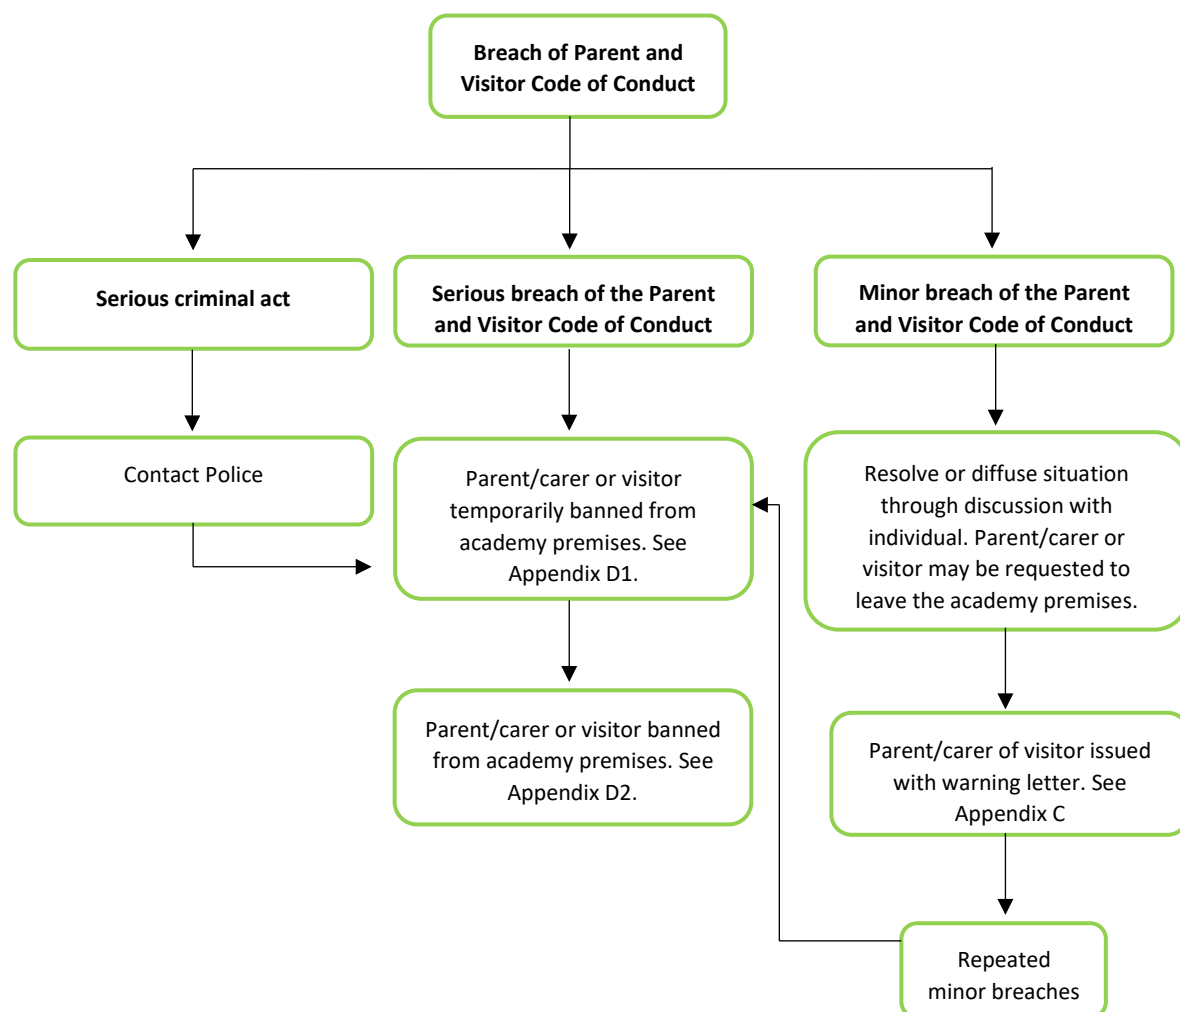 Breach of Parent and
Visitor Code of Conduct
Serious criminal act
Serious breach of the Parent
and Visitor Code of Conduct
Minor breach of the Parent
and Visitor Code of Conduct
Contact Police
Parent/carer or visitor
temporarily banned from
academy premises. See
Appendix D1.
Resolve or diffuse situation
through discussion with
individual. Parent/carer or
visitor may be requested to
leave the academy premises.
Parent/carer or visitor banned
from academy premises. See
Appendix D2.
Parent/carer of visitor issued
with warning letter. See
Appendix C
Repeated
minor breaches